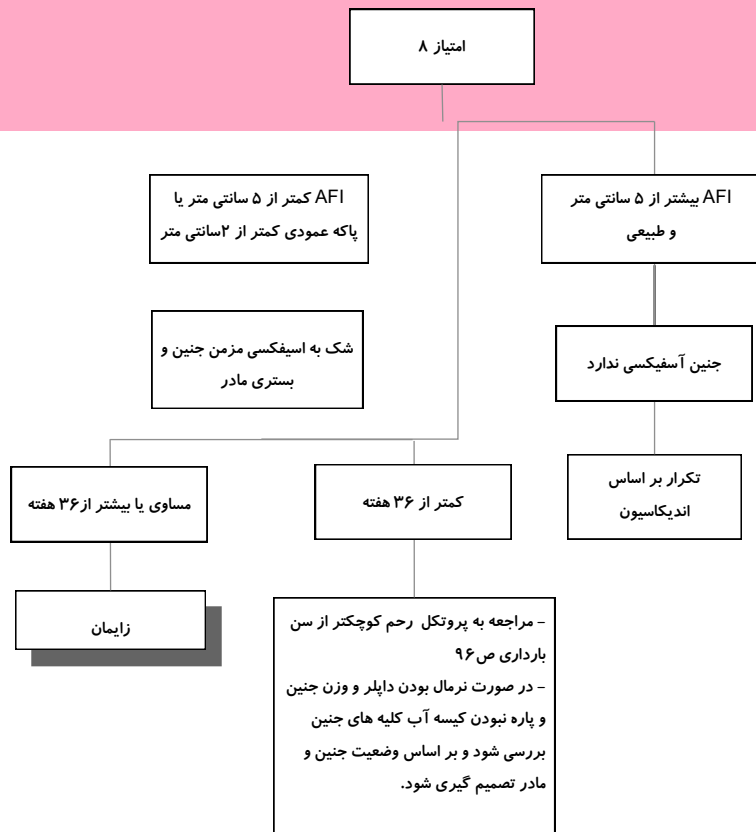 امتیاز ۸
AFI بیشتر از ۵ سانتی متر
و طبیعی
AFI کمتر از ۵ سانتی متر یا
پاکه عمودی کمتر از ۲سانتی متر
جنین آسفیکسی ندارد
شک به اسیفکسی مزمن جنین و
بستری مادر
تکرار بر اساس
اندیکاسیون
کمتر از ۳۶ هفته
مساوی یا بیشتر از۳۶ هفته
زایمان
– مراجعه به پروتکل رحم کوچکتر از سن
بارداری ص۹۶
– در صورت نرمال بودن داپلر و وزن جنین
و پاره نبودن کیسه آب کلیه های جنین
بررسی شود و بر اساس وضعیت جنین و
مادر تصمیم گیری شود.